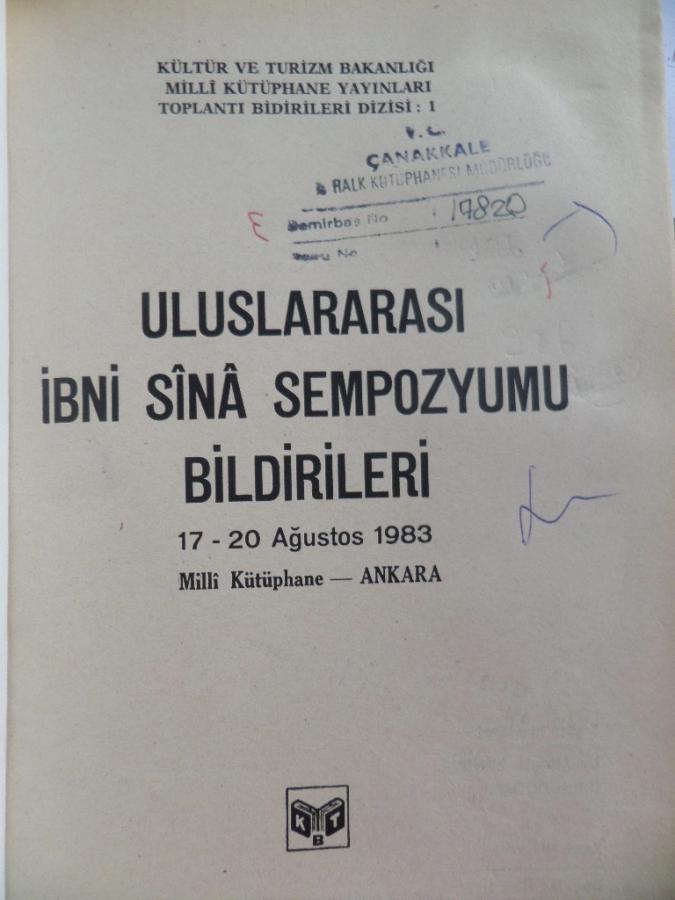 KÜLTÜR VE TURİZM BAKANLIĞI
MİLLÎ KÜTÜPHANE YAYINLARI
TOPLANTI BİDİRİLERİ DİZİSİ : 1
ÇANAKKALE
HALK KÜTÜPHANESİ MÜDÜRLÜĞÜ
Demirbaş No : 17820
No
ULUSLARARASI
İBNİ SÎNÂ SEMPOZYUMU
BİLDİRİLERİ
17 - 20 Ağustos 1983
Millî Kütüphane — ANKARA
K B T